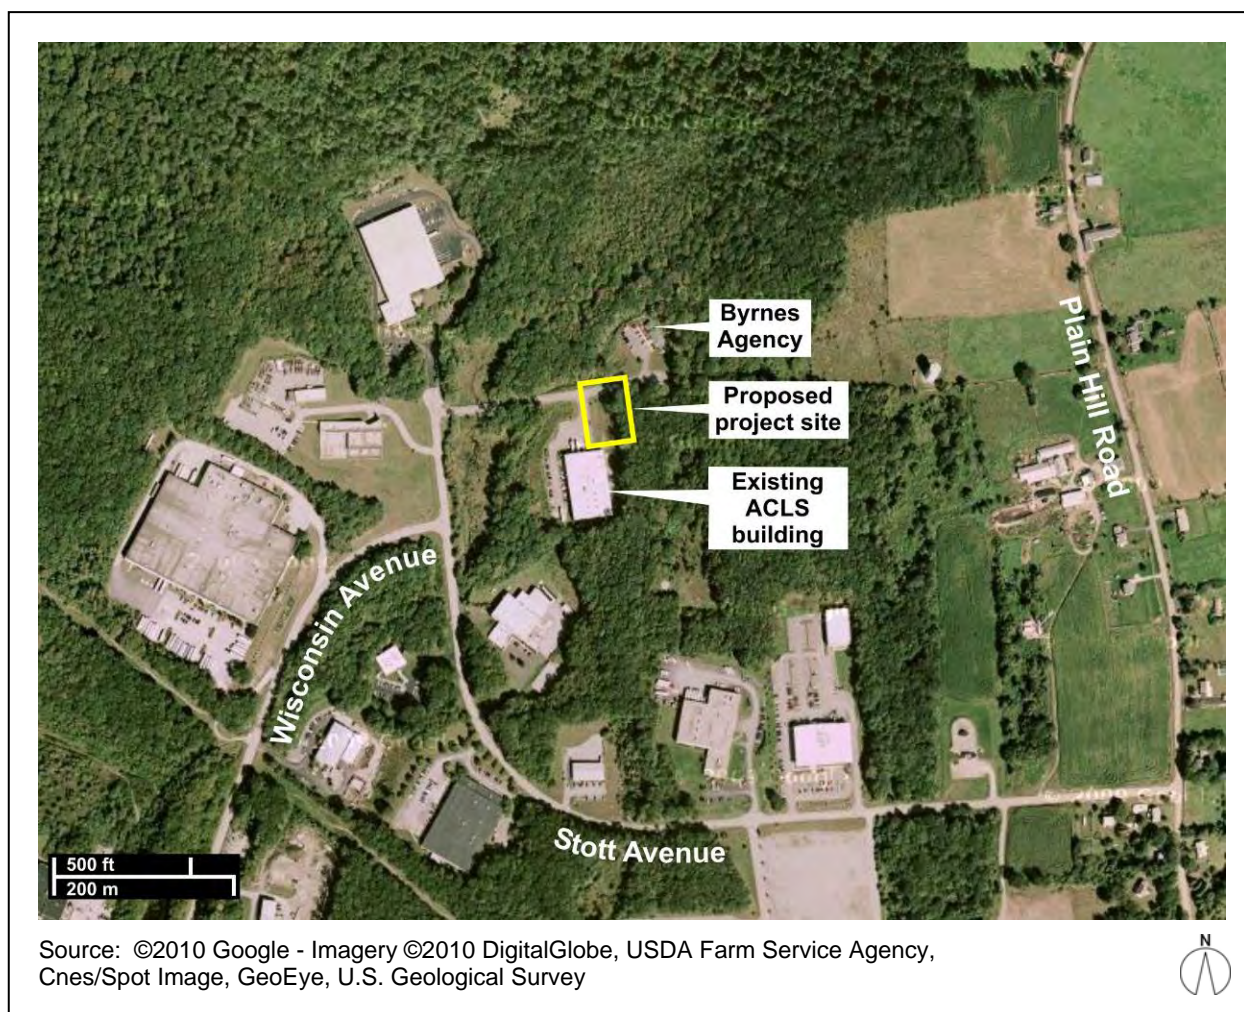 Byrnes
Agency
Proposed
project site
Existing
ACLS
building
Plain Hill Road
Wisconsin Avenue
Stott Avenue
500 ft
200 m
Source: ©2010 Google - Imagery ©2010 DigitalGlobe, USDA Farm Service Agency,
Cnes/Spot Image, GeoEye, U.S. Geological Survey
N